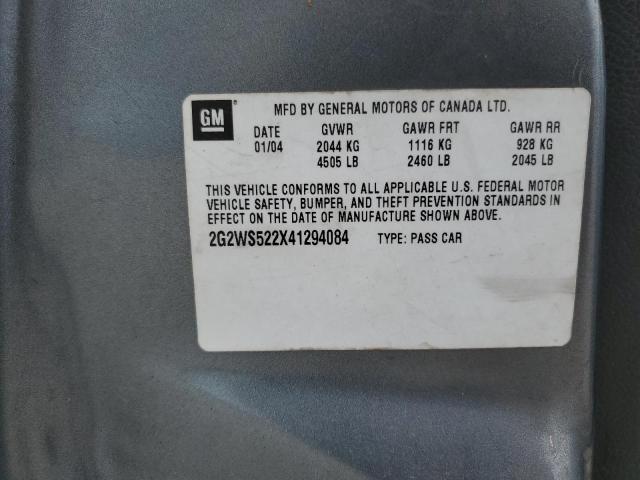 GM
MFD BY GENERAL MOTORS OF CANADA LTD.
DATE GVWR GAWR FRT GAWR RR
01/04 2044 KG 1116 KG 928 KG
4505 LB 2460 LB 2045 LB
THIS VEHICLE CONFORMS TO ALL APPLICABLE U.S. FEDERAL MOTOR
VEHICLE SAFETY, BUMPER, AND THEFT PREVENTION STANDARDS IN
EFFECT ON THE DATE OF MANUFACTURE SHOWN ABOVE.
2G2WS522X41294084 TYPE: PASS CAR